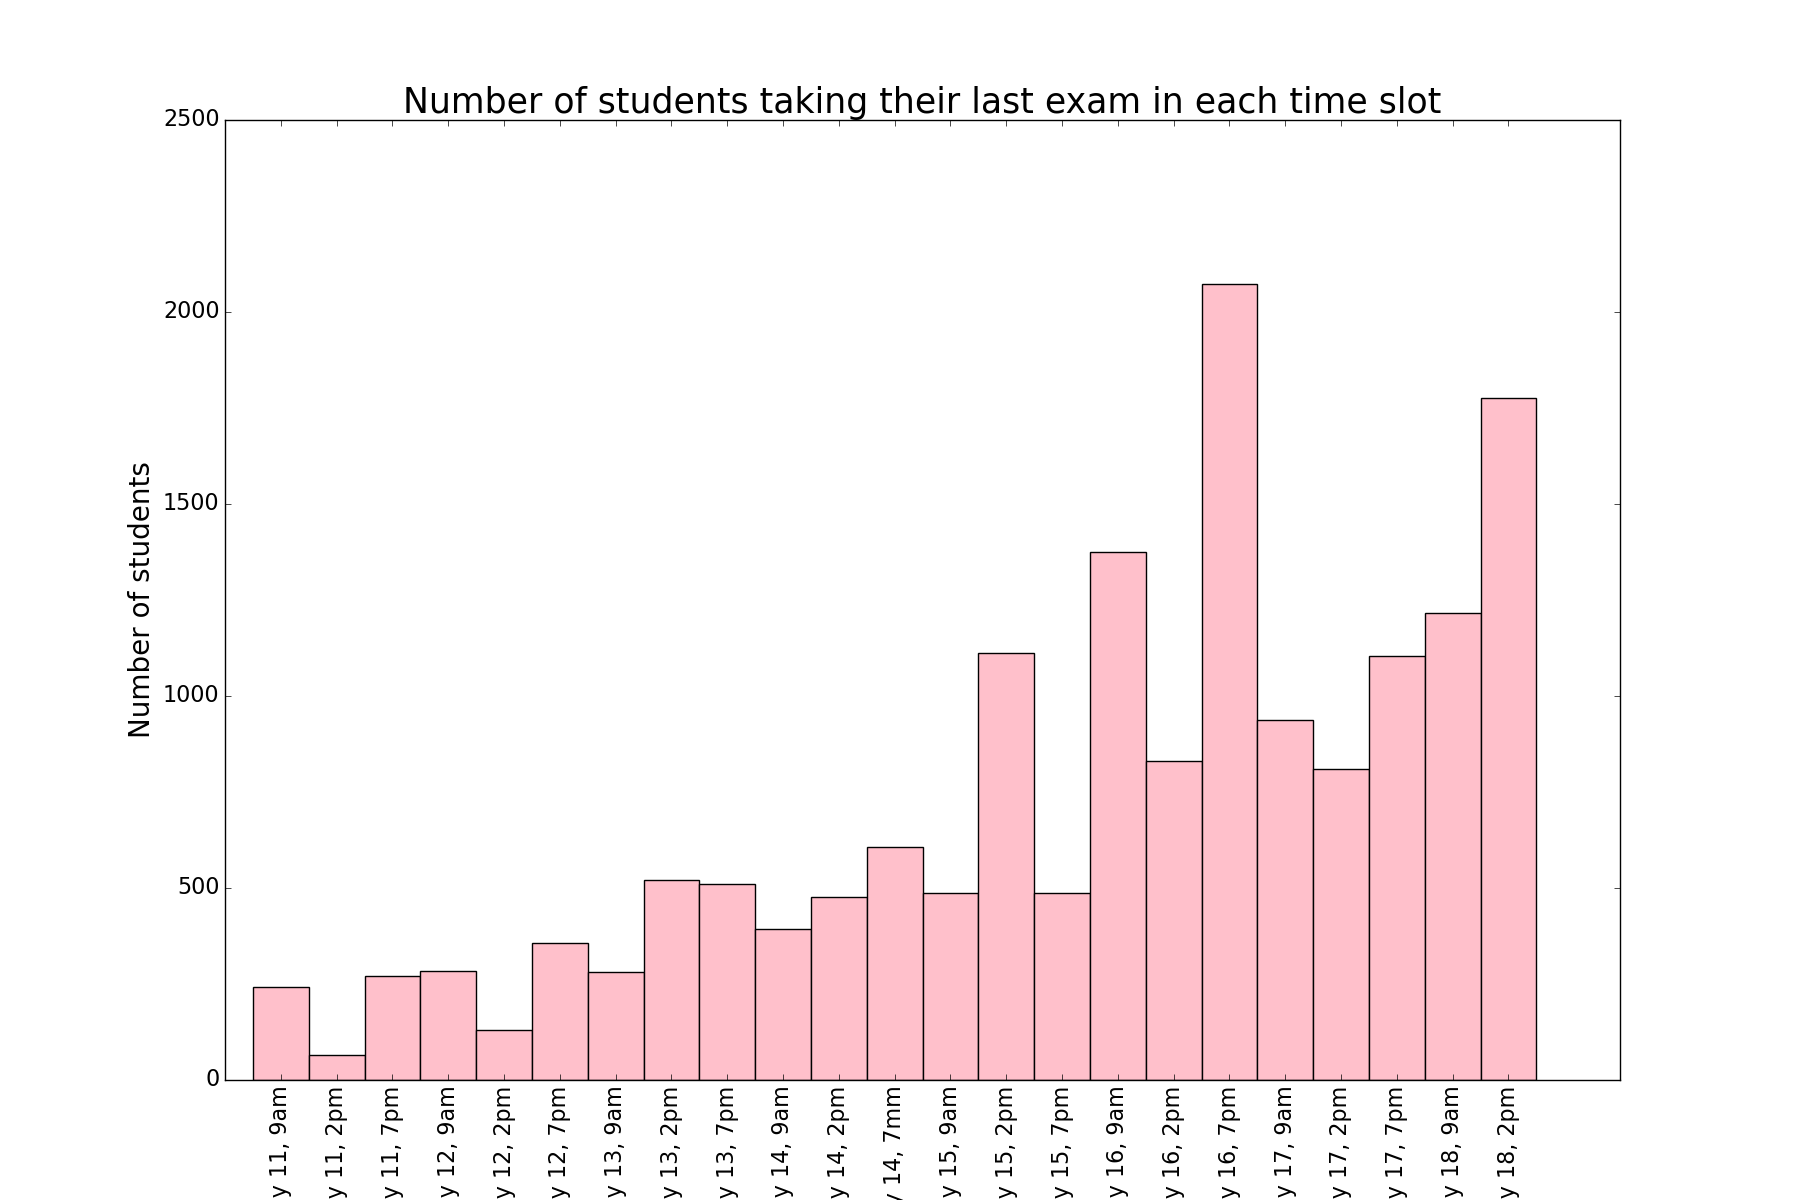 Number of students taking their last exam in each time slot
Number of students
2500
2000
1500
1000
500
0
y 11, 9am
y 11, 2pm
y 11, 7pm
y 12, 9am
y 12, 2pm
y 12, 7pm
y 13, 9am
y 13, 2pm
y 13, 7pm
y 14, 9am
y 14, 2pm
y 14, 7mm
y 15, 9am
y 15, 2pm
y 15, 7pm
y 16, 9am
y 16, 2pm
y 16, 7pm
y 17, 9am
y 17, 2pm
y 17, 7pm
y 18, 9am
y 18, 2pm